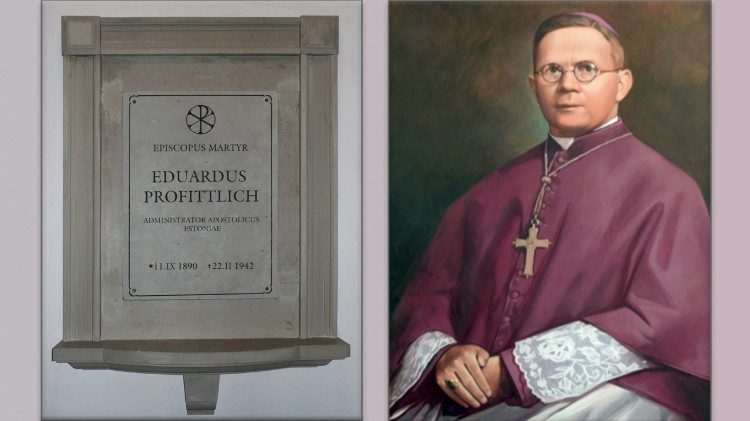 EPISCOPUS MARTYR
EDUARDUS
PROFITTLICH
ADMINISTRATOR APOSTOLICUS
ESTONIAE
*11.IX 1890 +22.II 1942